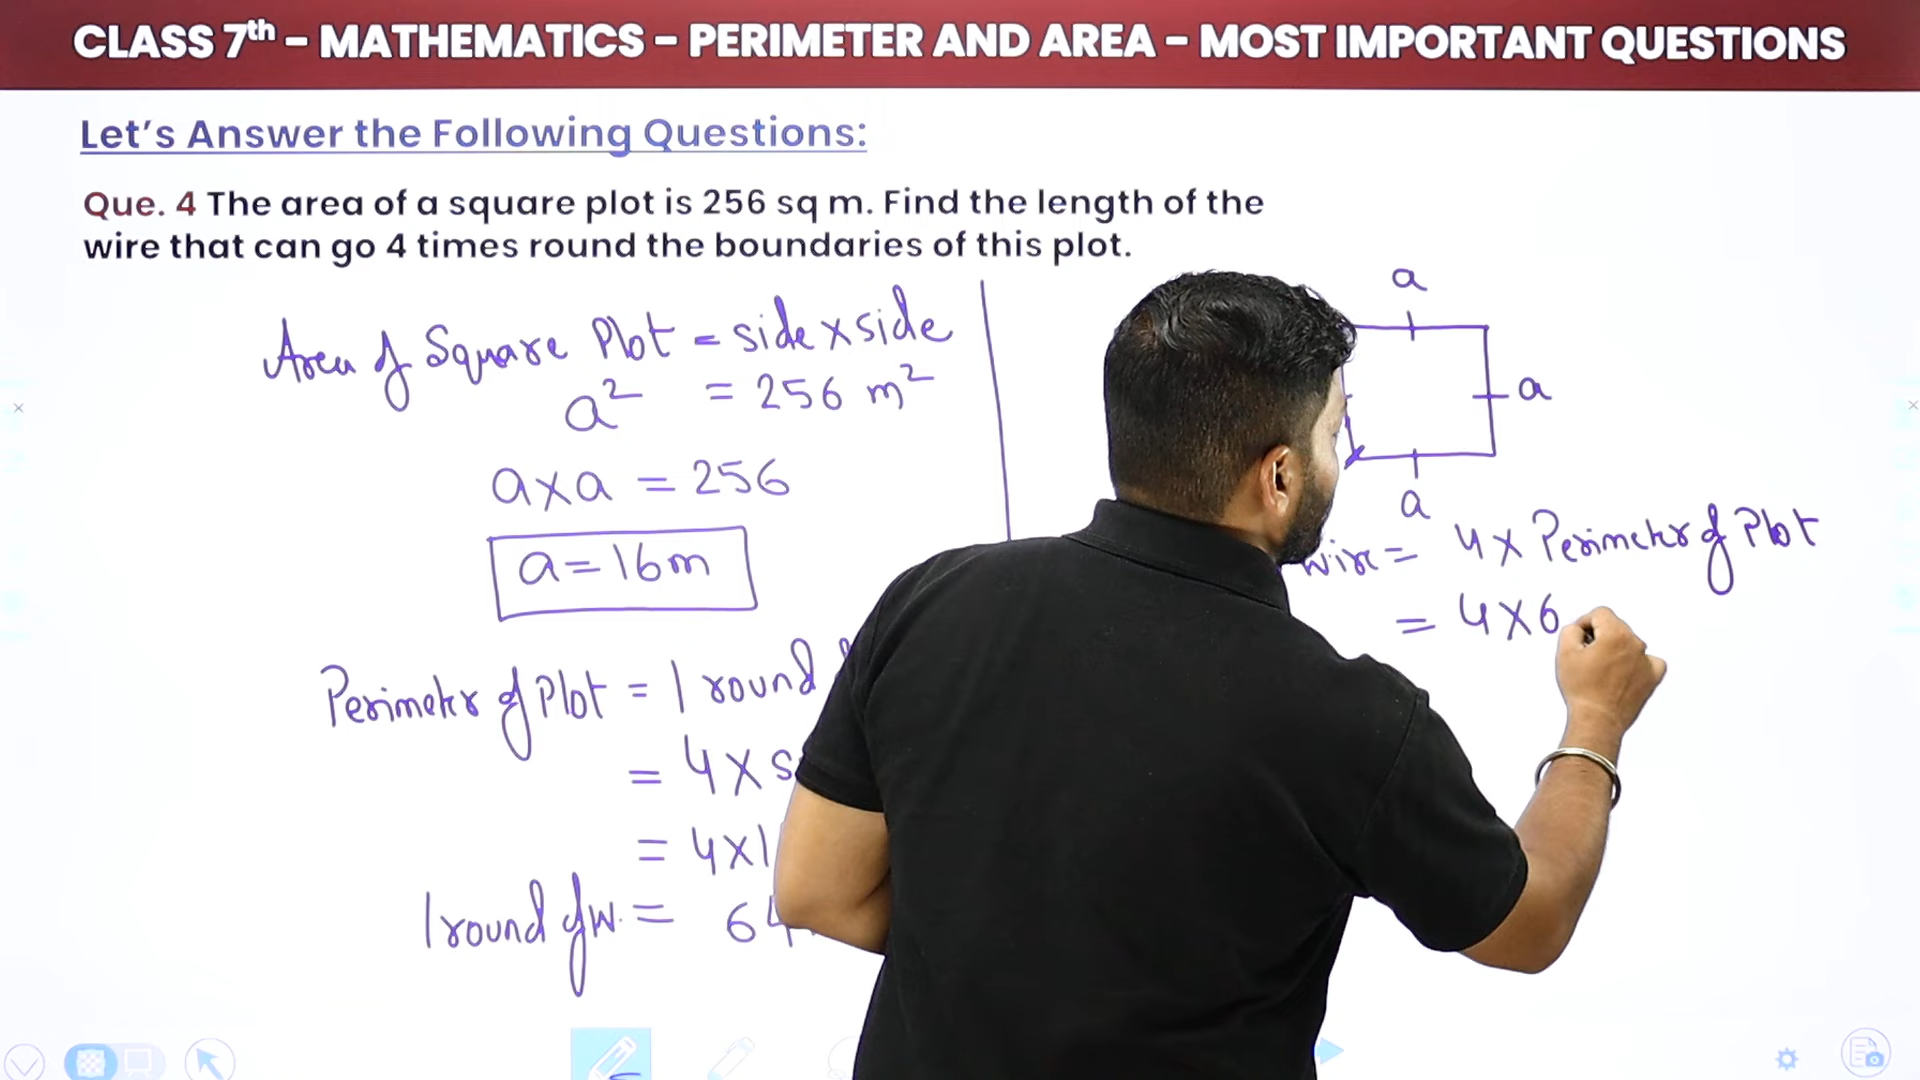 CLASS 7th - MATHEMATICS - PERIMETER AND AREA - MOST IMPORTANT QUESTIONS
Let's Answer the Following Questions:
Que. 4 The area of a square plot is 256 sq m. Find the length of the
wire that can go 4 times round the boundaries of this plot.
Area of Square Plot = side x side
a² = 256 m²
a x a = 256
a = 16m
Perimeter of Plot = 1 round
= 4 x
= 4 x 1
1 round of w. = 64
a
a
a
wire = 4 x Perimeter of Plot
= 4 x 6